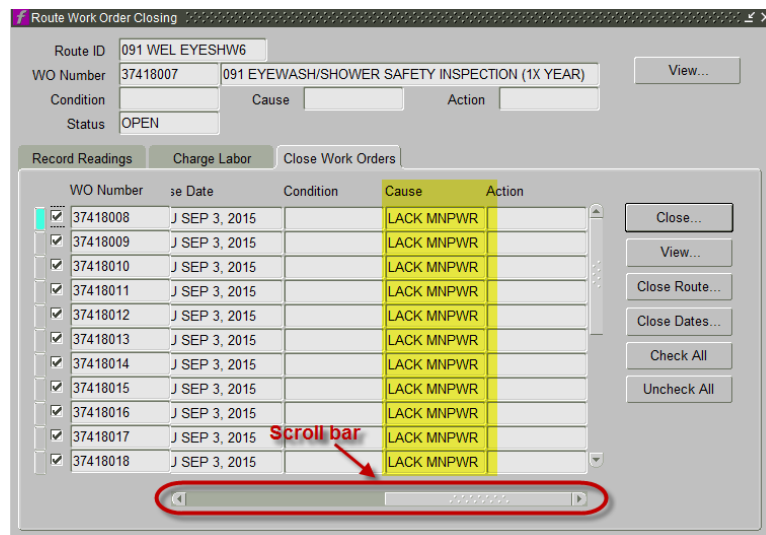 Route Work Order Closing
Route ID 091 WEL EYESHW6
WO Number 37418007 091 EYEWASH/SHOWER SAFETY INSPECTION (1X YEAR) View...
Condition Cause Action
Status OPEN
Record Readings Charge Labor Close Work Orders
WO Number se Date Condition Cause Action
37418008 J SEP 3, 2015 LACK MNPWR Close...
37418009 J SEP 3, 2015 LACK MNPWR View...
37418010 J SEP 3, 2015 LACK MNPWR
37418011 J SEP 3, 2015 LACK MNPWR Close Route...
37418012 J SEP 3, 2015 LACK MNPWR Close Dates...
37418013 J SEP 3, 2015 LACK MNPWR
37418014 J SEP 3, 2015 LACK MNPWR Check All
37418015 J SEP 3, 2015 LACK MNPWR Uncheck All
37418016 J SEP 3, 2015 LACK MNPWR
37418017 J SEP 3, 2015 Scroll bar LACK MNPWR
37418018 J SEP 3, 2015 LACK MNPWR